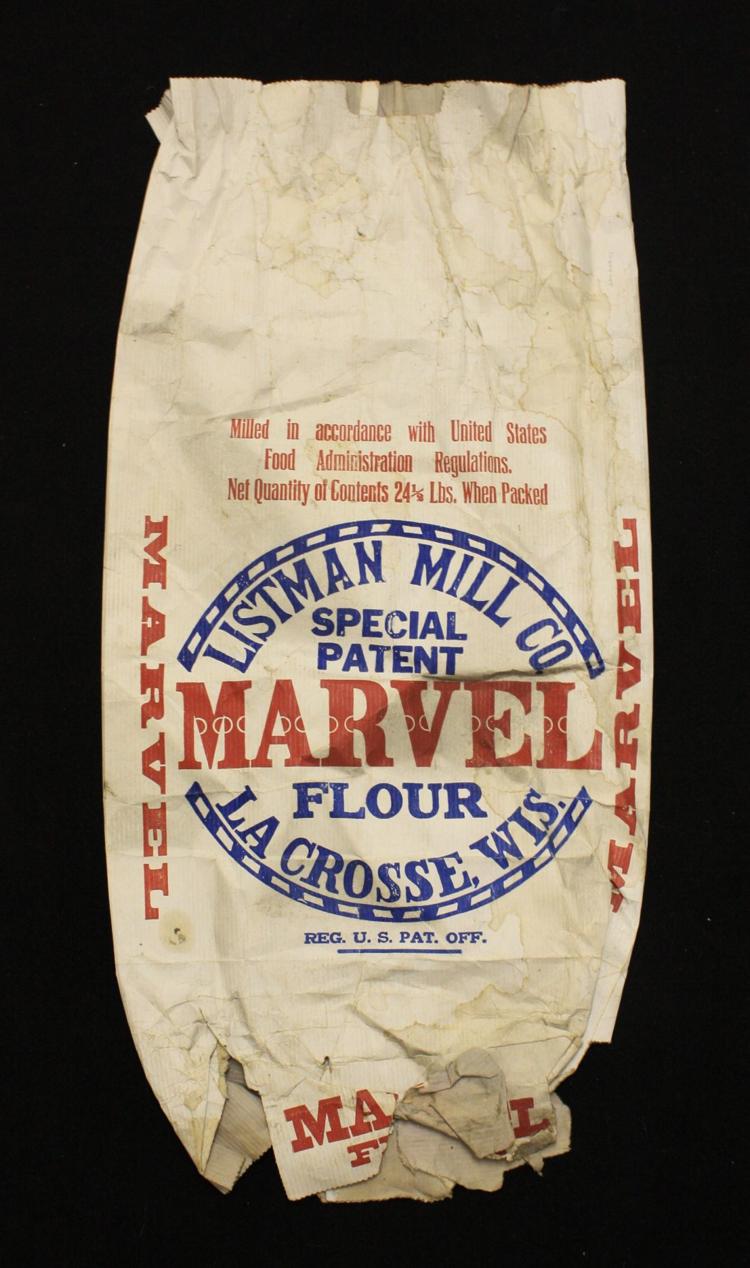 Milled in accordance with United States
Food Administration Regulations.
Net Quantity of Contents 24½ Lbs. When Packed
MARVEL
MARVEL
LISTMAN MILL CO
SPECIAL
PATENT
MARVEL
FLOUR
LA CROSSE, WIS.
REG. U. S. PAT. OFF.
MA L
F